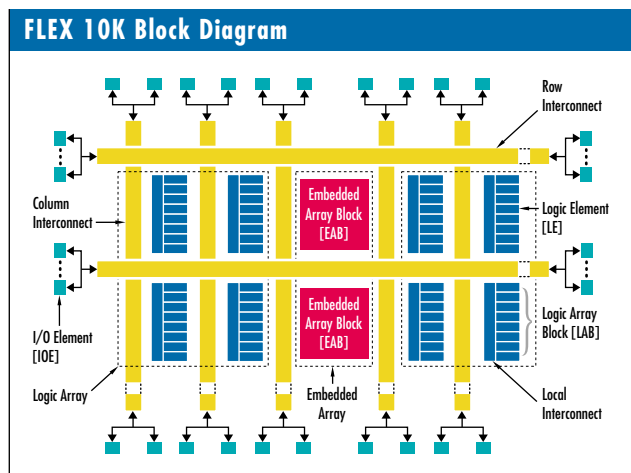 FLEX 10K Block Diagram
Row
Interconnect
Embedded
Array Block
[EAB]
Column
Interconnect
Logic Element
[LE]
Embedded
Array Block
[EAB]
Logic Array
Block [LAB]
I/O Element
[IOE]
Logic Array
Embedded
Array
Local
Interconnect